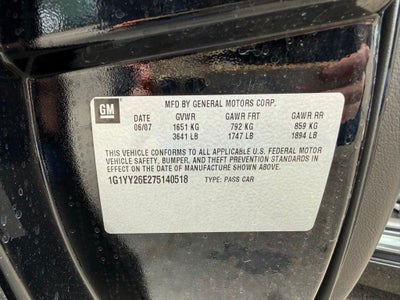 GM
MFD BY GENERAL MOTORS CORP.
DATE GVWR GAWR FRT GAWR RR
06/07 1651 KG 792 KG 859 KG
3641 LB 1747 LB 1894 LB
THIS VEHICLE CONFORMS TO ALL APPLICABLE U.S. FEDERAL MOTOR
VEHICLE SAFETY, BUMPER, AND THEFT PREVENTION STANDARDS IN
EFFECT ON THE DATE OF MANUFACTURE SHOWN ABOVE.
1G1YY26E275140518 TYPE: PASS CAR